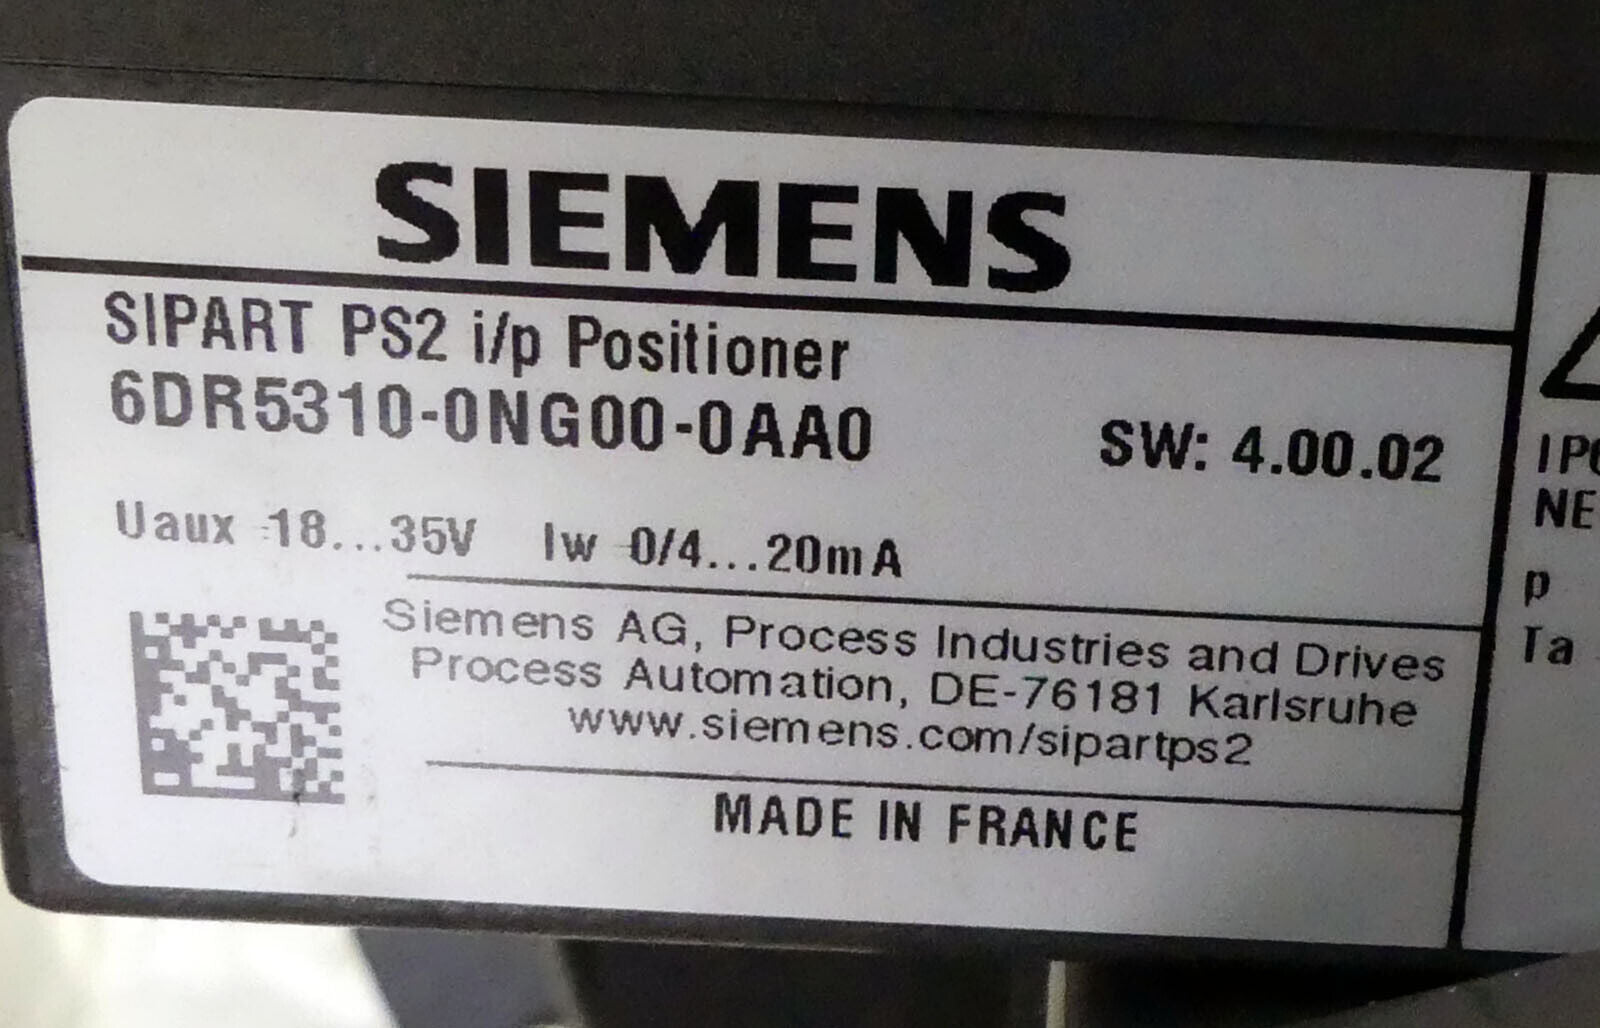 SIEMENS
SIPART PS2 i/p Positioner
6DR5310-0NG00-0AA0 SW: 4.00.02
Uaux 18...35V Iw 0/4...20mA
Siemens AG, Process Industries and Drives
Process Automation, DE-76181 Karlsruhe
www.siemens.com/sipartps2
MADE IN FRANCE
NE
p
Ta